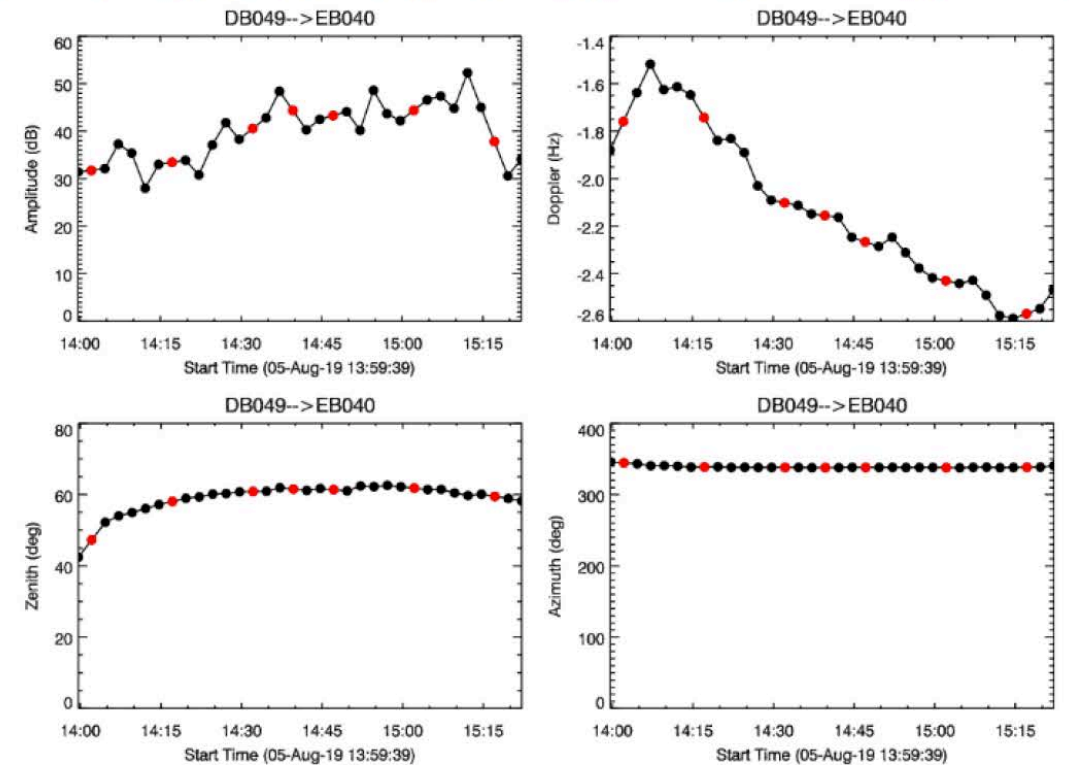 DB049-->EB040
Amplitude (dB)
60
50
40
30
20
10
0
14:00 14:15 14:30 14:45 15:00 15:15
Start Time (05-Aug-19 13:59:39)
DB049-->EB040
Doppler (Hz)
-1.4
-1.6
-1.8
-2.0
-2.2
-2.4
-2.6
14:00 14:15 14:30 14:45 15:00 15:15
Start Time (05-Aug-19 13:59:39)
DB049-->EB040
Zenith (deg)
80
60
40
20
0
14:00 14:15 14:30 14:45 15:00 15:15
Start Time (05-Aug-19 13:59:39)
DB049-->EB040
Azimuth (deg)
400
300
200
100
0
14:00 14:15 14:30 14:45 15:00 15:15
Start Time (05-Aug-19 13:59:39)